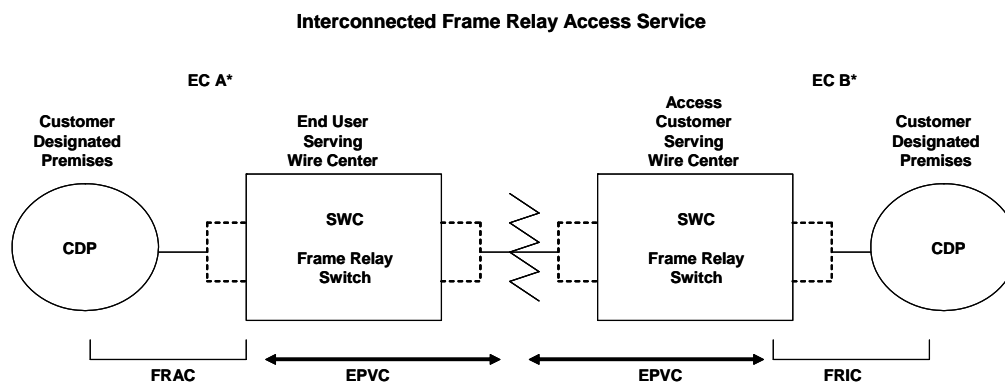 Interconnected Frame Relay Access Service
EC A*
EC B*
Customer
Designated
Premises
End User
Serving
Wire Center
Access
Customer
Serving
Wire Center
Customer
Designated
Premises
CDP
SWC
Frame Relay
Switch
SWC
Frame Relay
Switch
CDP
FRAC
EPVC
EPVC
FRIC